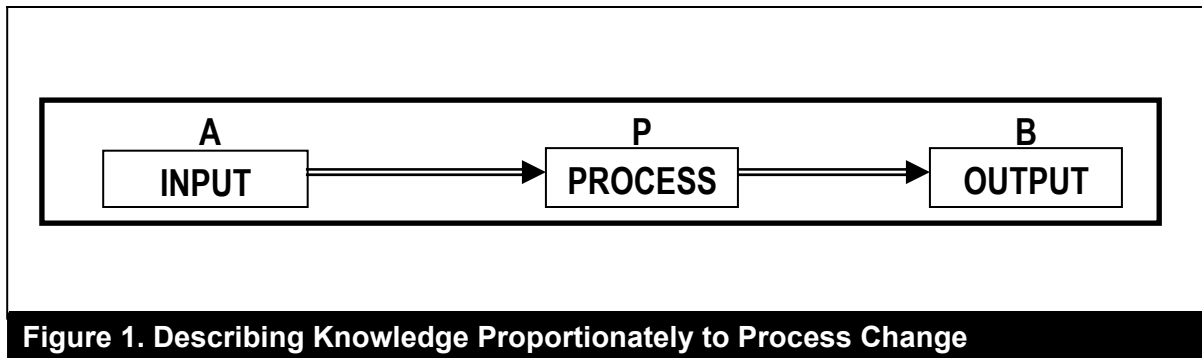 A P B
INPUT PROCESS OUTPUT
Figure 1. Describing Knowledge Proportionately to Process Change